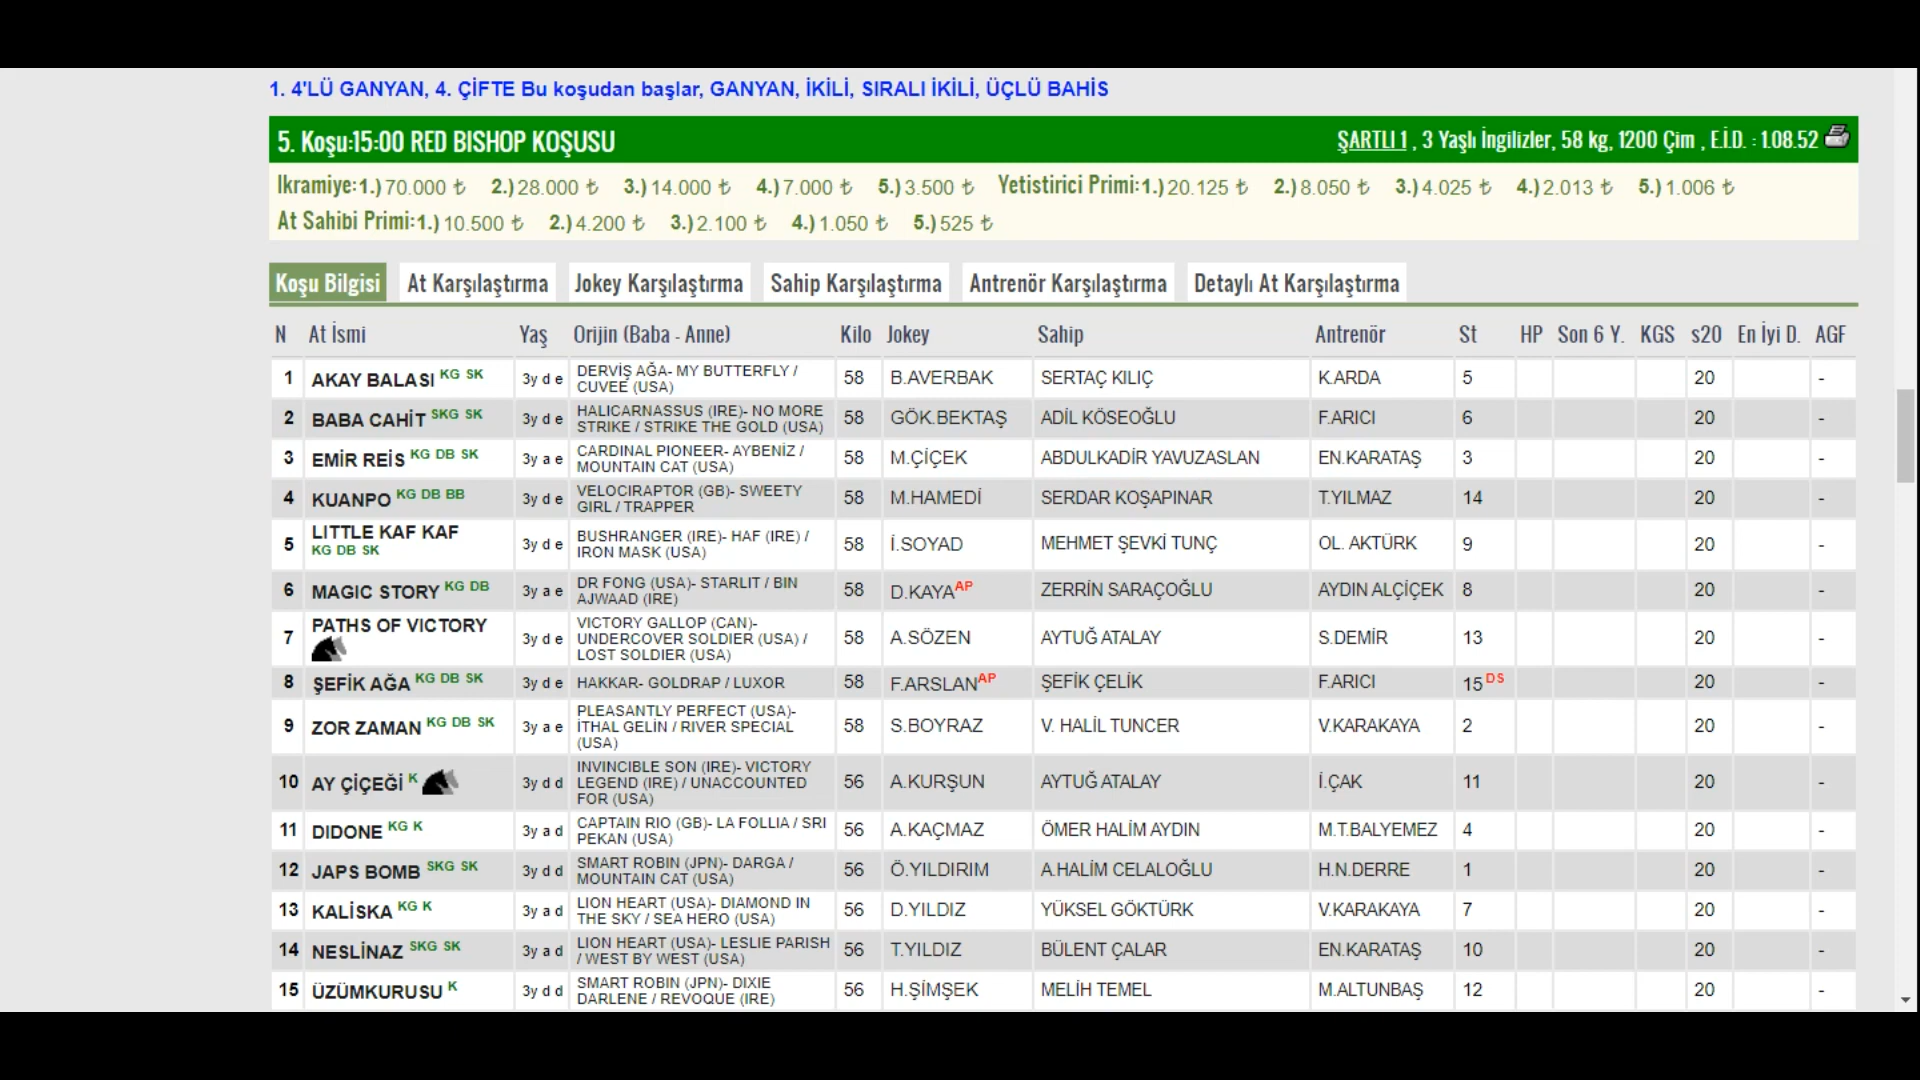 1. 4'LÜ GANYAN, 4. ÇİFTE Bu koşudan başlar, GANYAN, İKİLİ, SIRALI İKİLİ, ÜÇLÜ BAHİS
5. Koşu:15:00 RED BISHOP KOŞUSU ŞARTLI 1 , 3 Yaşlı İngilizler, 58 kg, 1200 Çim , E.İ.D. : 1.08.52
Ikramiye:1.) 70.000 ₺ 2.) 28.000 ₺ 3.) 14.000 ₺ 4.) 7.000 ₺ 5.) 3.500 ₺ Yetistirici Primi:1.) 20.125 ₺ 2.) 8.050 ₺ 3.) 4.025 ₺ 4.) 2.013 ₺ 5.) 1.006 ₺
At Sahibi Primi:1.) 10.500 ₺ 2.) 4.200 ₺ 3.) 2.100 ₺ 4.) 1.050 ₺ 5.) 525 ₺
Koşu Bilgisi At Karşılaştırma Jokey Karşılaştırma Sahip Karşılaştırma Antrenör Karşılaştırma Detaylı At Karşılaştırma
N At İsmi Yaş Orijin (Baba - Anne) Kilo Jokey Sahip Antrenör St HP Son 6 Y. KGS s20 En İyi D. AGF
1 AKAY BALASI KG SK 3y d e DERVİŞ AĞA- MY BUTTERFLY / CUVEE (USA) 58 B.AVERBAK SERTAÇ KILIÇ K.ARDA 5 20 -
2 BABA CAHİT SKG SK 3y d e HALICARNASSUS (IRE)- NO MORE STRIKE / STRIKE THE GOLD (USA) 58 GÖK.BEKTAŞ ADİL KÖSEOĞLU F.ARICI 6 20 -
3 EMİR REİS KG DB SK 3y a e CARDINAL PIONEER- AYBENİZ / MOUNTAIN CAT (USA) 58 M.ÇİÇEK ABDULKADİR YAVUZASLAN EN.KARATAŞ 3 20 -
4 KUANPO KG DB BB 3y d e VELOCIRAPTOR (GB)- SWEETY GIRL / TRAPPER 58 M.HAMEDİ SERDAR KOŞAPINAR T.YILMAZ 14 20 -
5 LITTLE KAF KAF KG DB SK 3y d e BUSHRANGER (IRE)- HAF (IRE) / IRON MASK (USA) 58 İ.SOYAD MEHMET ŞEVKİ TUNÇ OL. AKTÜRK 9 20 -
6 MAGIC STORY KG DB 3y a e DR FONG (USA)- STARLIT / BIN AJWAAD (IRE) 58 D.KAYA AP ZERRİN SARAÇOĞLU AYDIN ALÇİÇEK 8 20 -
7 PATHS OF VICTORY 3y d e VICTORY GALLOP (CAN)- UNDERCOVER SOLDIER (USA) / LOST SOLDIER (USA) 58 A.SÖZEN AYTUĞ ATALAY S.DEMİR 13 20 -
8 ŞEFİK AĞA KG DB SK 3y d e HAKKAR- GOLDRAP / LUXOR 58 F.ARSLAN AP ŞEFİK ÇELİK F.ARICI 15 DS 20 -
9 ZOR ZAMAN KG DB SK 3y a e PLEASANTLY PERFECT (USA)- İTHAL GELİN / RIVER SPECIAL (USA) 58 S.BOYRAZ V. HALİL TUNCER V.KARAKAYA 2 20 -
10 AY ÇİÇEĞİ K 3y d d INVINCIBLE SON (IRE)- VICTORY LEGEND (IRE) / UNACCOUNTED FOR (USA) 56 A.KURŞUN AYTUĞ ATALAY İ.ÇAK 11 20 -
11 DIDONE KG K 3y a d CAPTAIN RIO (GB)- LA FOLLIA / SRI PEKAN (USA) 56 A.KAÇMAZ ÖMER HALİM AYDIN M.T.BALYEMEZ 4 20 -
12 JAPS BOMB SKG SK 3y d d SMART ROBIN (JPN)- DARGA / MOUNTAIN CAT (USA) 56 Ö.YILDIRIM A.HALİM CELALOĞLU H.N.DERRE 1 20 -
13 KALİSKA KG K 3y a d LION HEART (USA)- DIAMOND IN THE SKY / SEA HERO (USA) 56 D.YILDIZ YÜKSEL GÖKTÜRK V.KARAKAYA 7 20 -
14 NESLİNAZ SKG SK 3y a d LION HEART (USA)- LESLIE PARISH / WEST BY WEST (USA) 56 T.YILDIZ BÜLENT ÇALAR EN.KARATAŞ 10 20 -
15 ÜZÜMKURUSU K 3y d d SMART ROBIN (JPN)- DIXIE DARLENE / REVOQUE (IRE) 56 H.ŞİMŞEK MELİH TEMEL M.ALTUNBAŞ 12 20 -